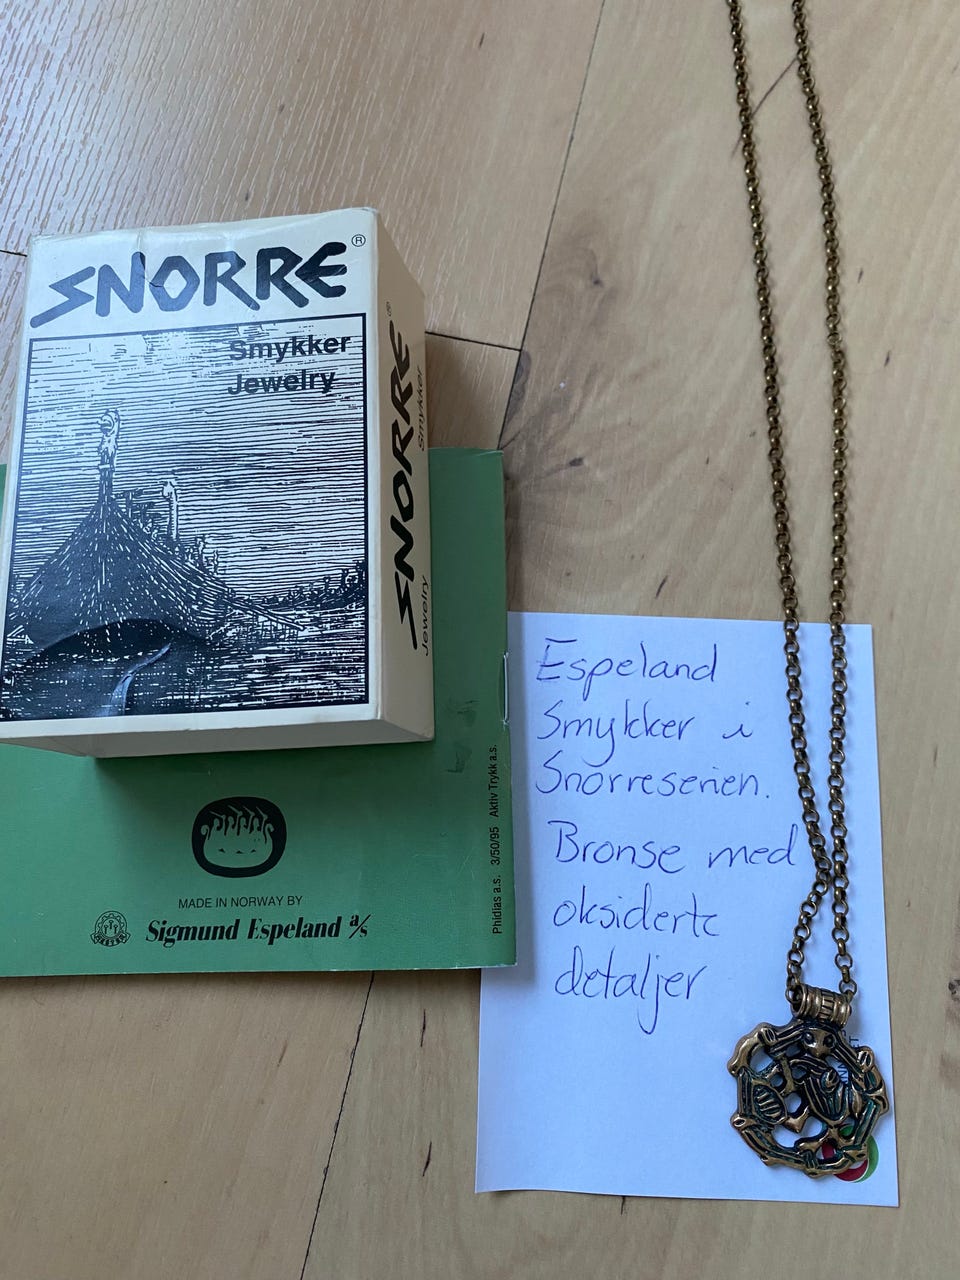 SNORRE ®
Smykker
Jewelry
SNORRE ®
Smykker
Jewelry
MADE IN NORWAY BY
Sigmund Espeland a/s
Phidias a.s. 3/50/95 Aktiv Trykk a.s.
Espeland
Smykker i
Snorreserien.
Bronse med
oksiderte
detaljer